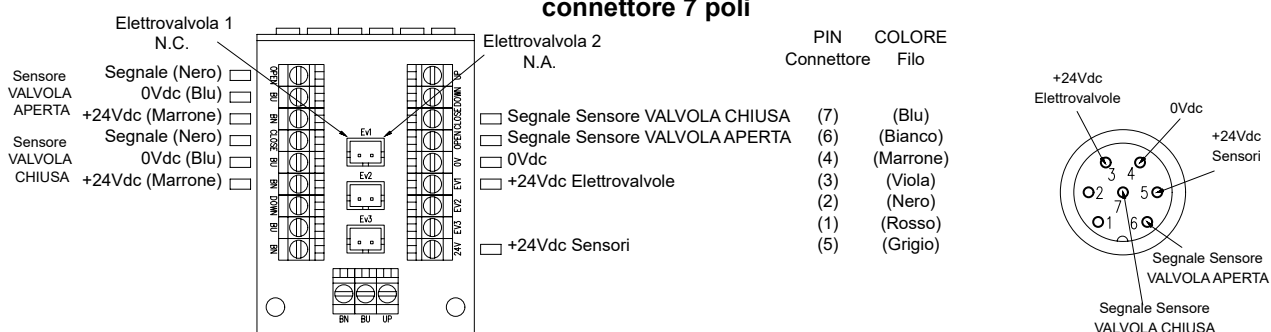 connettore 7 poli
Elettrovalvola 1
N.C.
Elettrovalvola 2
N.A.
PIN
Connettore
COLORE
Filo
Sensore
VALVOLA
APERTA
Segnale (Nero)
0Vdc (Blu)
+24Vdc (Marrone)
Sensore
VALVOLA
CHIUSA
Segnale (Nero)
0Vdc (Blu)
+24Vdc (Marrone)
OPEN
BU
BN
CLOSE
BU
BN
DOWN
BU
BN
Ev1
Ev2
Ev3
UP
DOWN
CLOSE
OPEN
0V
EV1
EV2
EV3
24V
BN BU UP
Segnale Sensore VALVOLA CHIUSA (7) (Blu)
Segnale Sensore VALVOLA APERTA (6) (Bianco)
0Vdc (4) (Marrone)
+24Vdc Elettrovalvole (3) (Viola)
(2) (Nero)
(1) (Rosso)
+24Vdc Sensori (5) (Grigio)
+24Vdc
Elettrovalvole
0Vdc
+24Vdc
Sensori
3 4
2 5
7
1 6
Segnale Sensore
VALVOLA APERTA
Segnale Sensore
VALVOLA CHIUSA